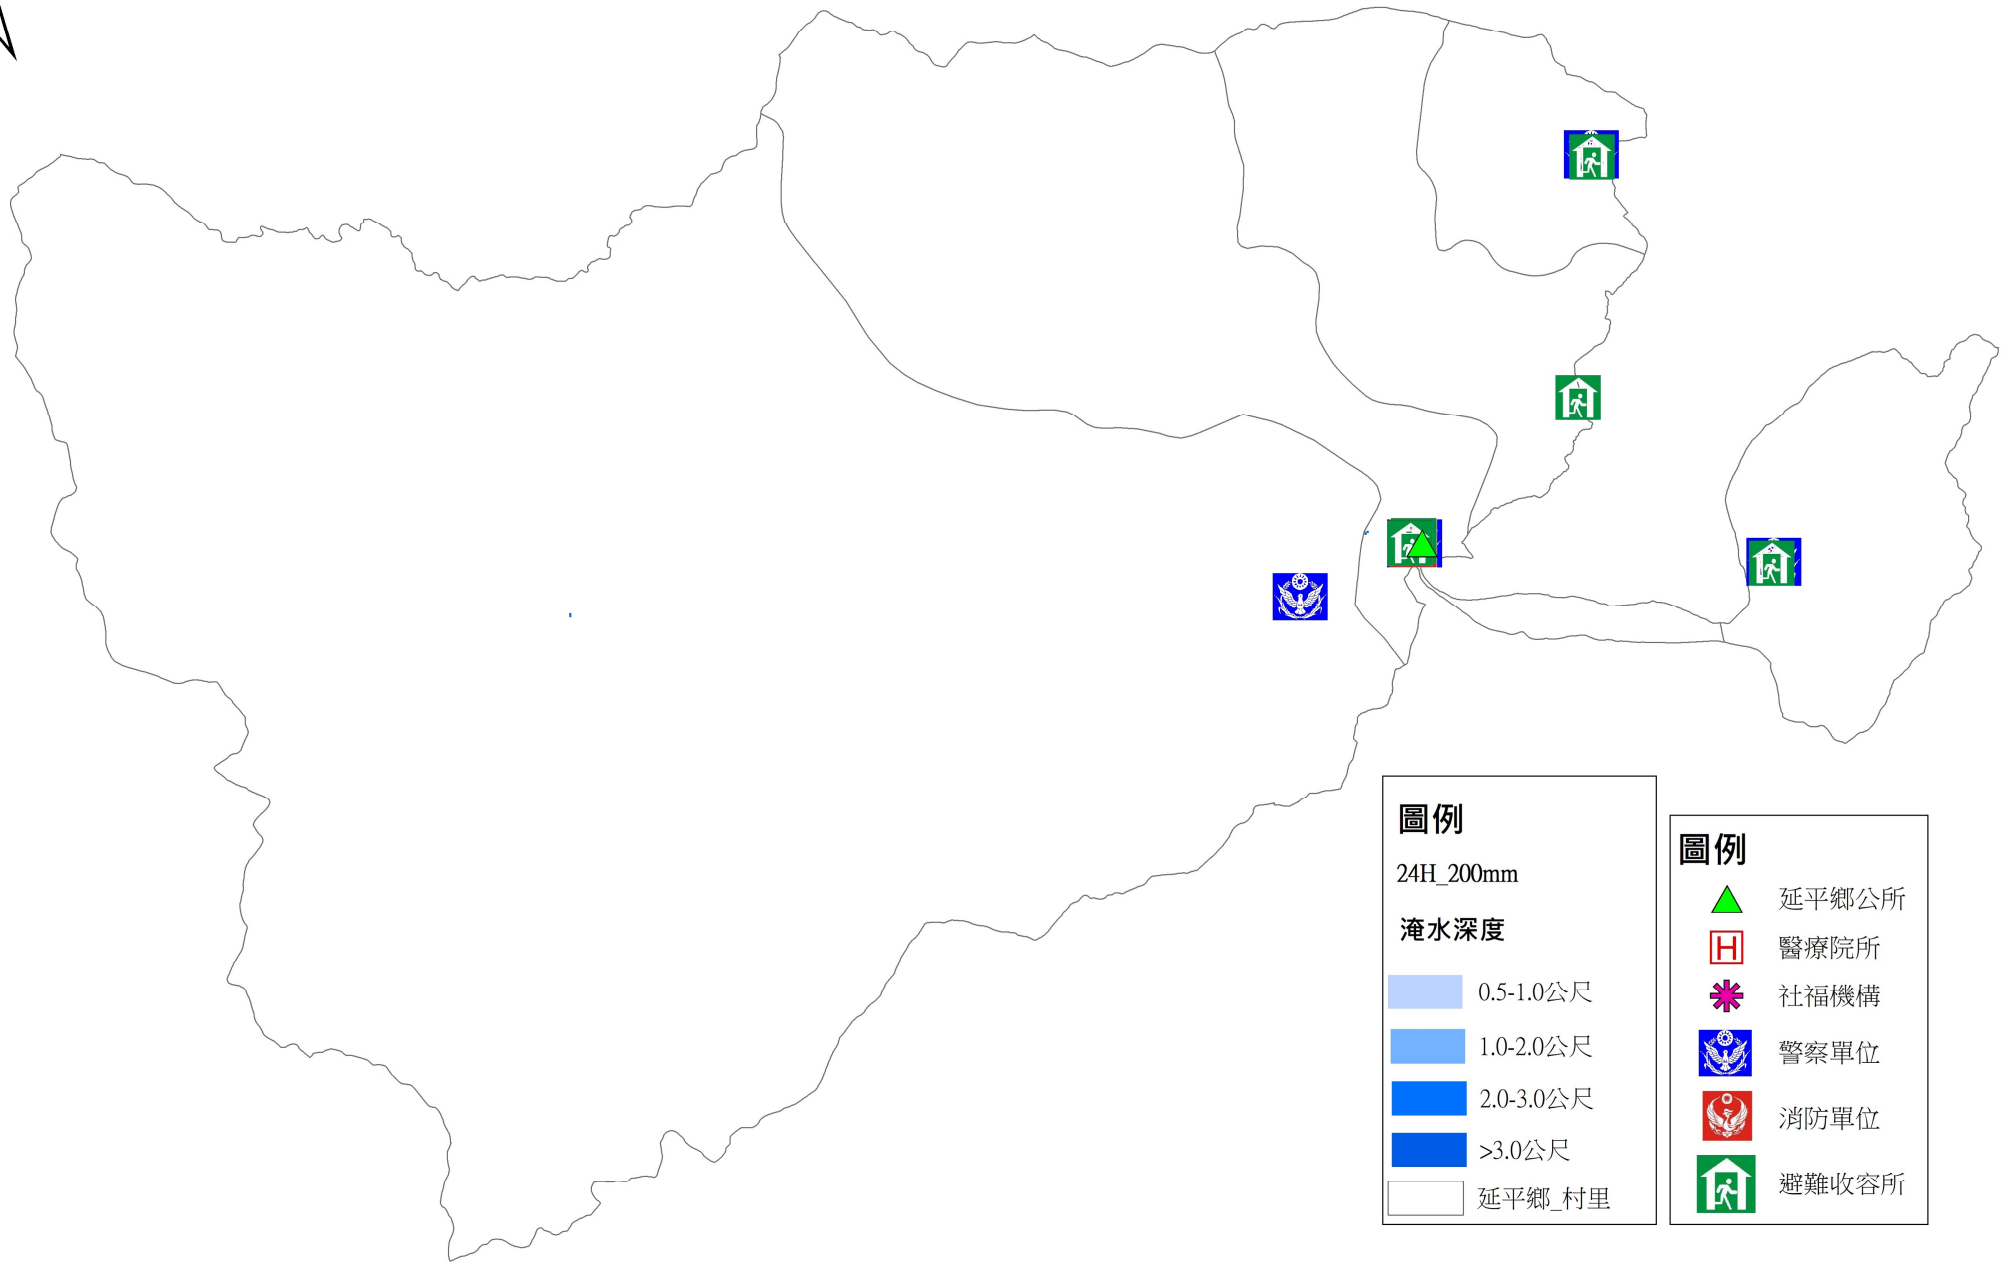 圖例
24H_200mm
淹水深度
0.5-1.0公尺
1.0-2.0公尺
2.0-3.0公尺
>3.0公尺
延平鄉_村里
圖例
延平鄉公所
H 醫療院所
社福機構
警察單位
消防單位
避難收容所